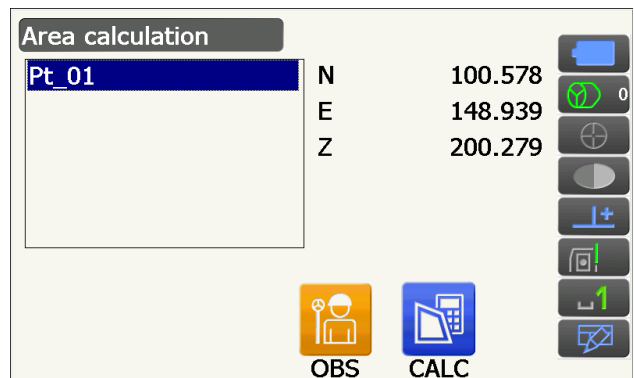 Area calculation
Pt_01
N 100.578
E 148.939
Z 200.279
0
1
OBS CALC